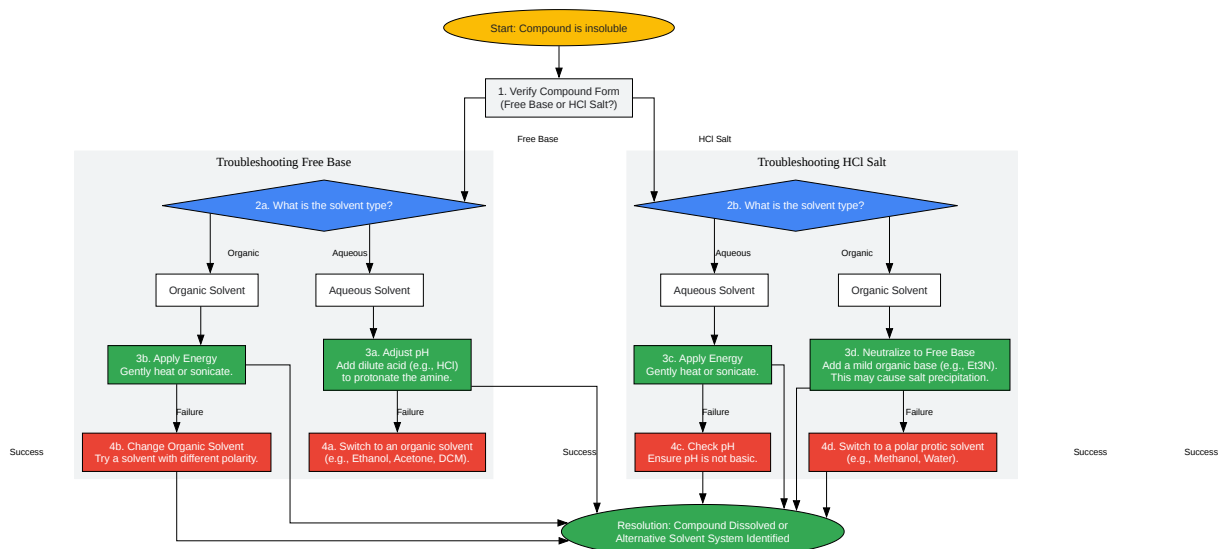 Start: Compound is insoluble
1. Verify Compound Form
(Free Base or HCl Salt?)
Free Base
HCl Salt
Troubleshooting Free Base
Troubleshooting HCl Salt
2a. What is the solvent type?
2b. What is the solvent type?
Organic
Aqueous
Aqueous
Organic
Organic Solvent
Aqueous Solvent
Aqueous Solvent
Organic Solvent
3b. Apply Energy
Gently heat or sonicate.
3a. Adjust pH
Add dilute acid (e.g., HCl)
to protonate the amine.
3c. Apply Energy
Gently heat or sonicate.
3d. Neutralize to Free Base
Add a mild organic base (e.g., Et3N).
This may cause salt precipitation.
Failure
Failure
Failure
Failure
Success
4b. Change Organic Solvent
Try a solvent with different polarity.
4a. Switch to an organic solvent
(e.g., Ethanol, Acetone, DCM).
Success
4c. Check pH
Ensure pH is not basic.
4d. Switch to a polar protic solvent
(e.g., Methanol, Water).
Success
Success
Resolution: Compound Dissolved or
Alternative Solvent System Identified